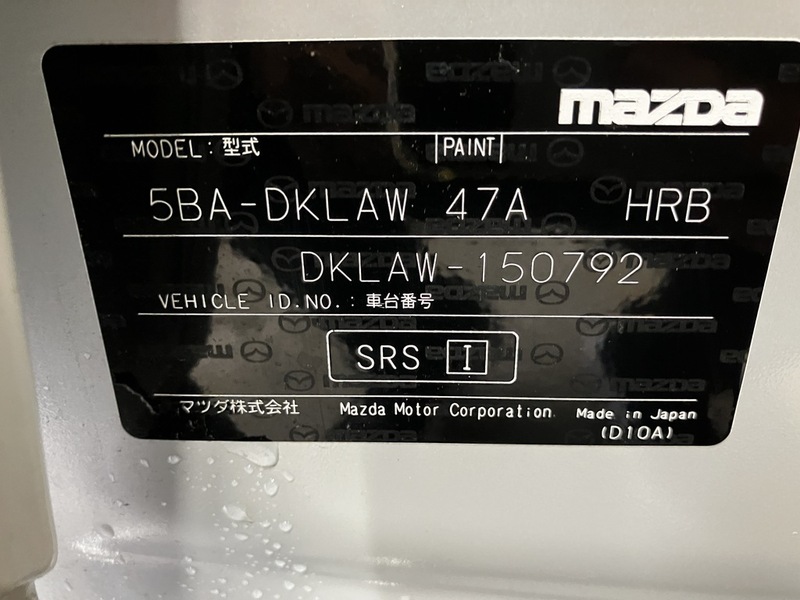 mazda
MODEL: 型式 PAINT
5BA-DKLAW 47A HRB
DKLAW-150792
VEHICLE ID.NO.: 車台番号
SRS I
マツダ株式会社 Mazda Motor Corporation Made in Japan
(D10A)